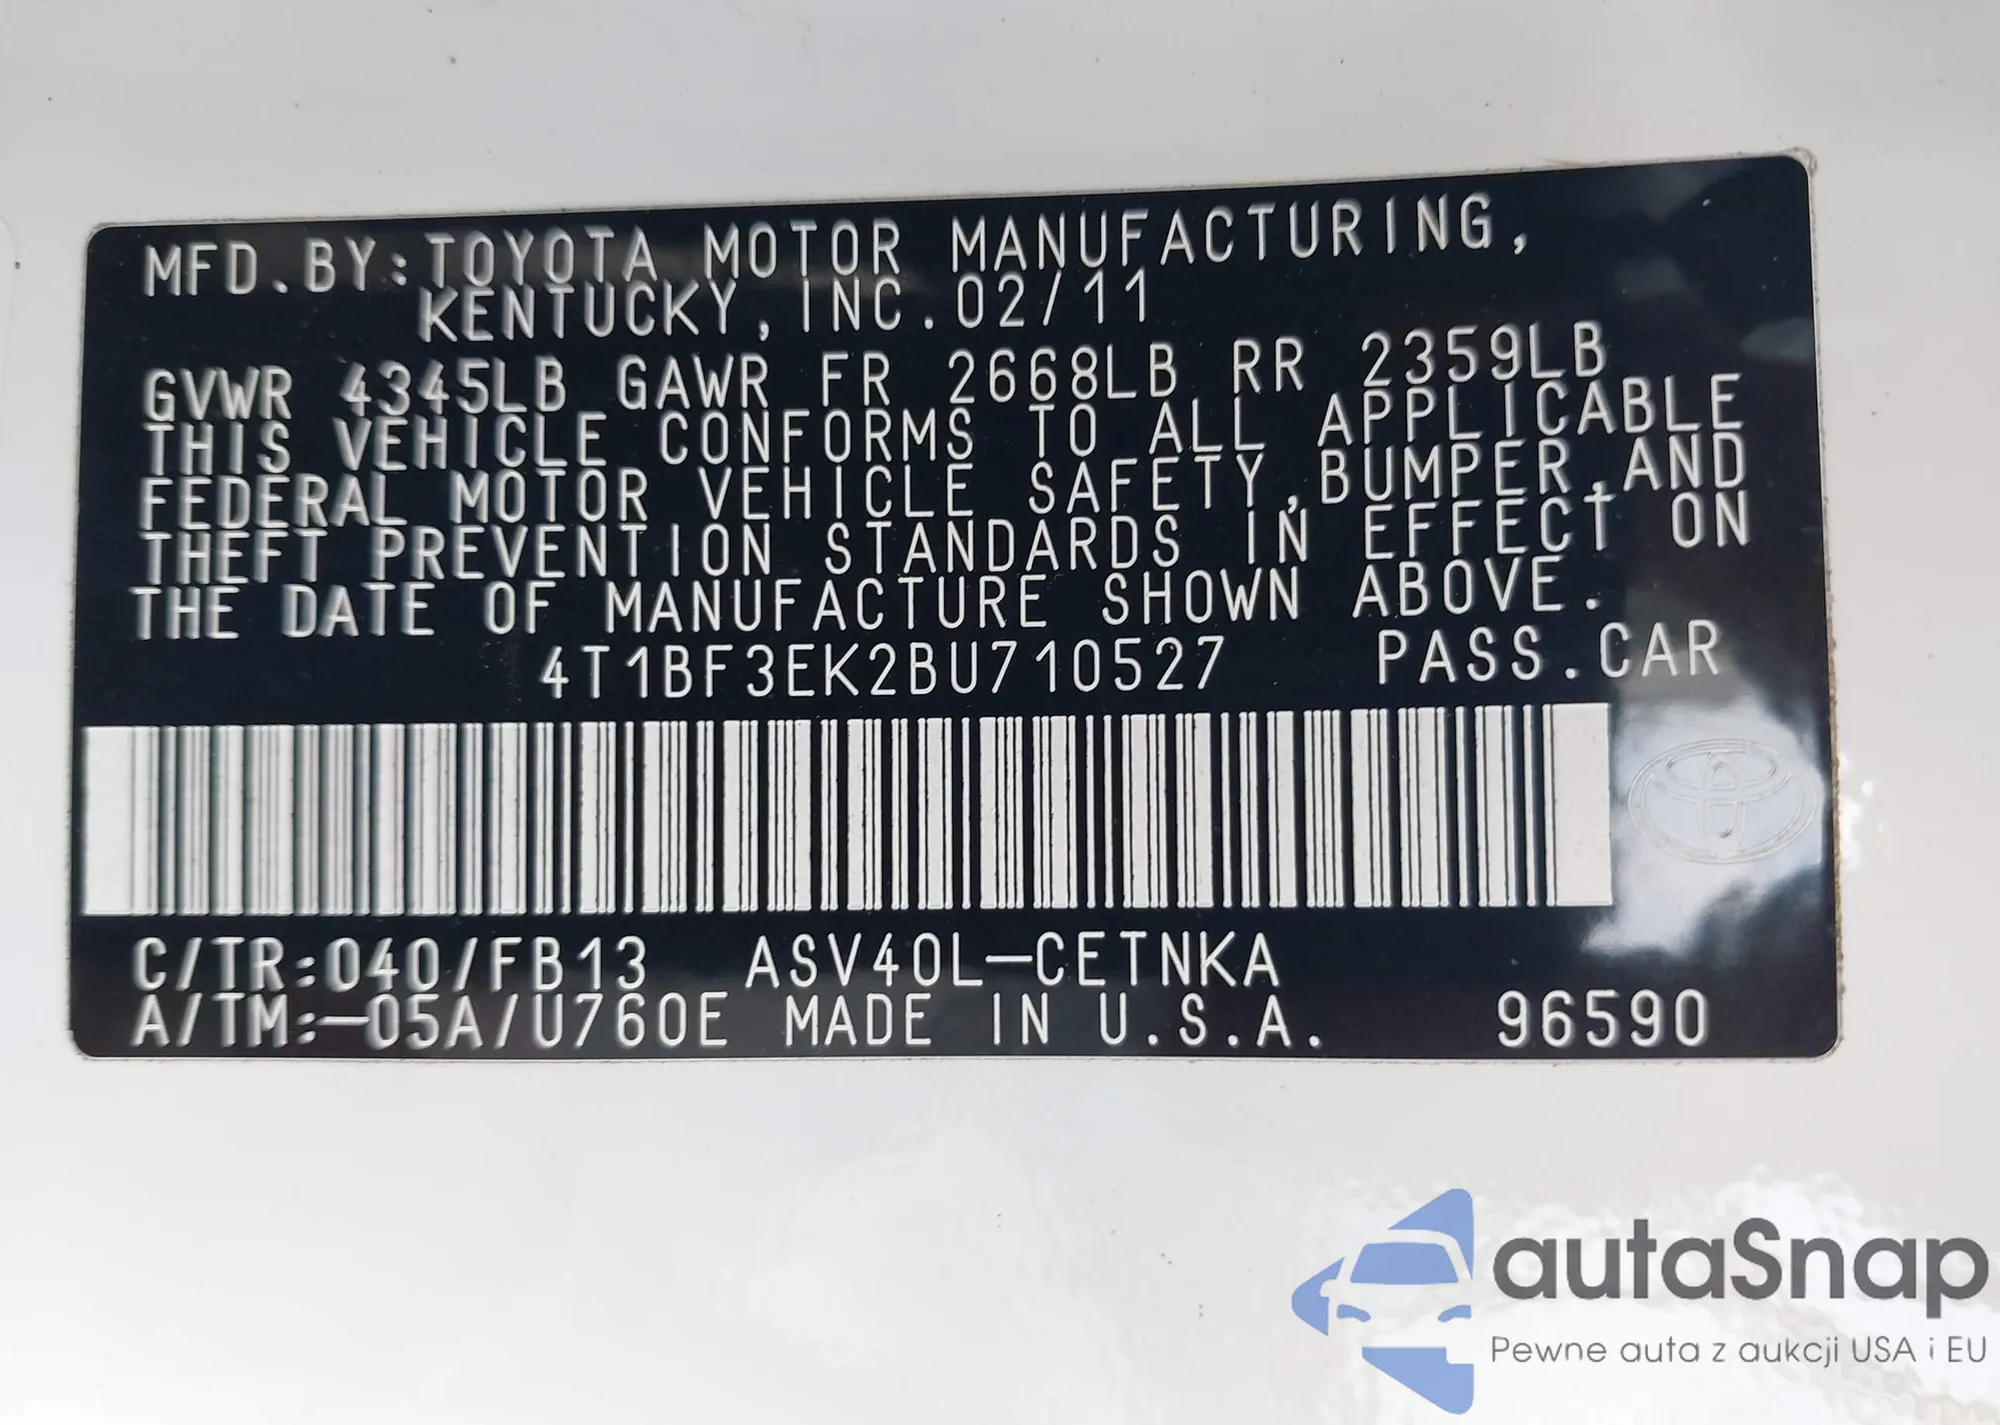 MFD.BY:TOYOTA MOTOR MANUFACTURING,
KENTUCKY, INC. 02/11
GVWR 4345LB GAWR FR 2668LB RR 2359LB
THIS VEHICLE CONFORMS TO ALL APPLICABLE
FEDERAL MOTOR VEHICLE SAFETY,BUMPER,AND
THEFT PREVENTION STANDARDS IN EFFECT ON
THE DATE OF MANUFACTURE SHOWN ABOVE.
4T1BF3EK2BU710527 PASS.CAR
C/TR:040/FB13 ASV40L-CETNKA
A/TM:-05A/U760E MADE IN U.S.A. 96590
autaSnap
Pewne auta z aukcji USA i EU